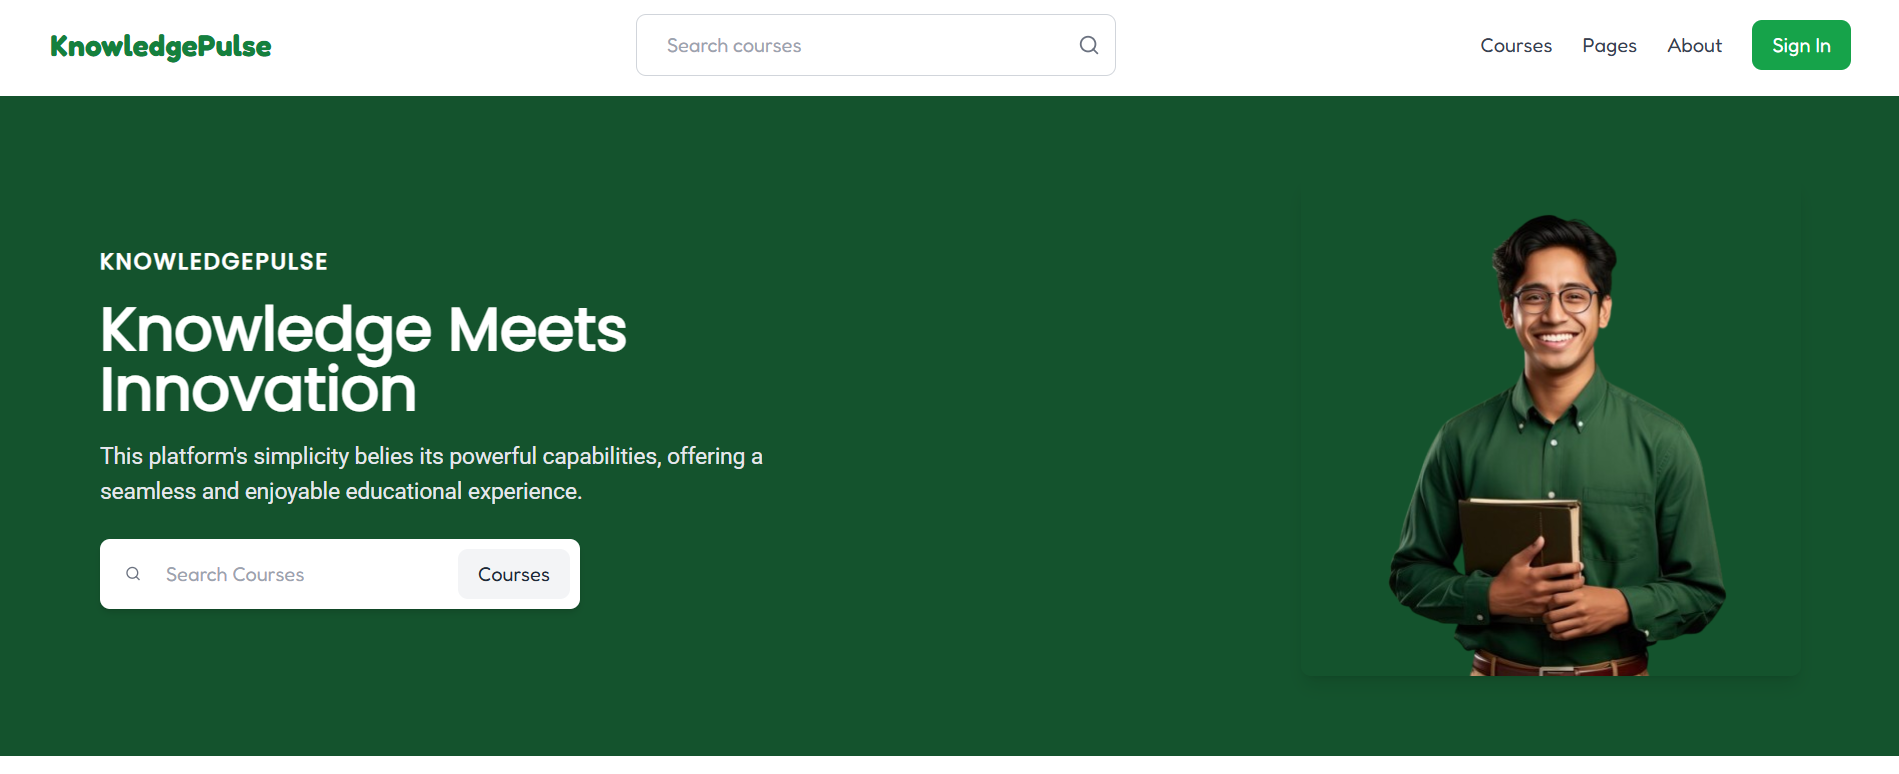 KnowledgePulse
Search courses
Courses
Pages
About
Sign In
KNOWLEDGEPULSE
Knowledge Meets
Innovation
This platform's simplicity belies its powerful capabilities, offering a
seamless and enjoyable educational experience.
Search Courses
Courses